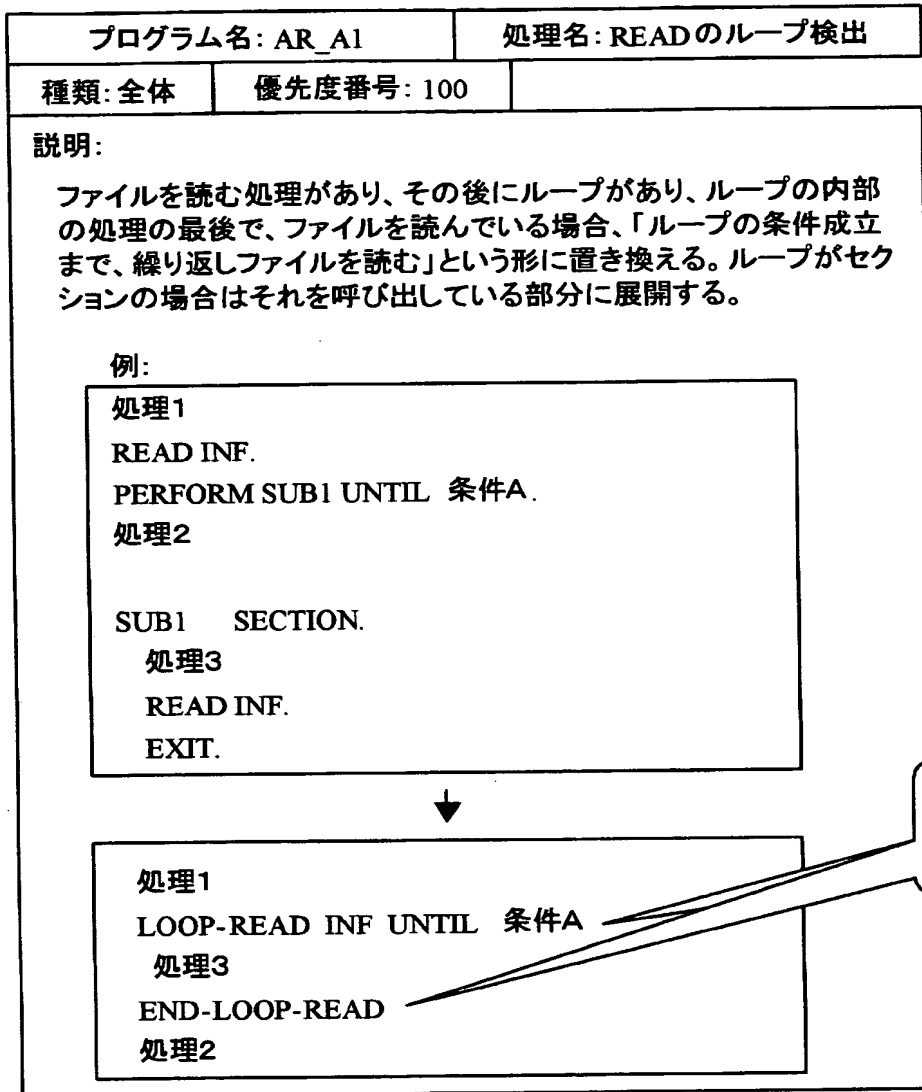 プログラム名: AR_A1
処理名: READのループ検出
種類: 全体
優先度番号: 100
説明:
ファイルを読む処理があり、その後にループがあり、ループの内部
の処理の最後で、ファイルを読んでいる場合、「ループの条件成立
まで、繰り返しファイルを読む」という形に置き換える。ループがセク
ションの場合はそれを呼び出している部分に展開する。
例:
処理1
READ INF.
PERFORM SUB1 UNTIL 条件A.
処理2
SUB1 SECTION.
処理3
READ INF.
EXIT.
処理1
LOOP-READ INF UNTIL 条件A
処理3
END-LOOP-READ
処理2